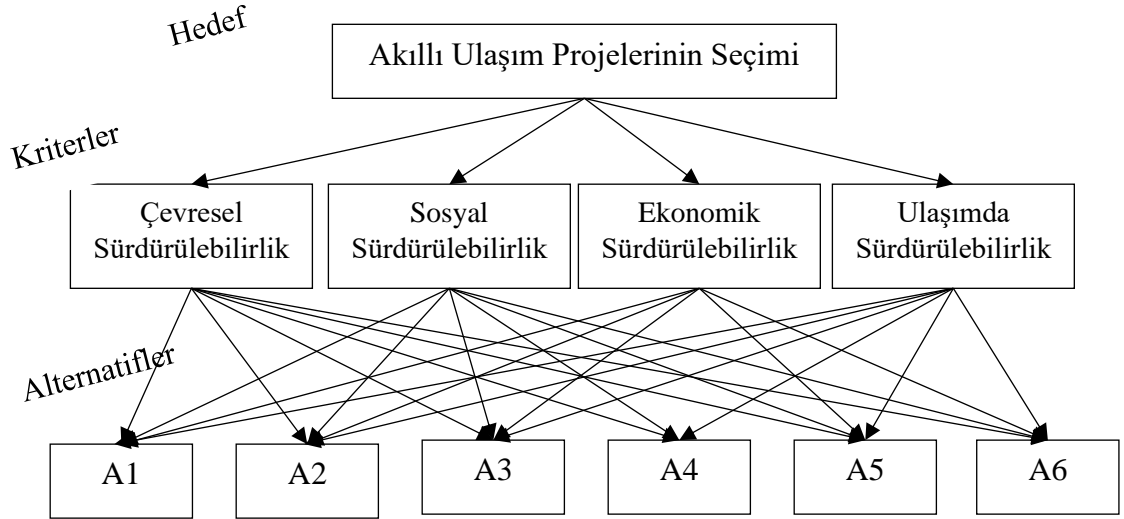 Hedef
Akıllı Ulaşım Projelerinin Seçimi
Kriterler
Çevresel
Sürdürülebilirlik
Sosyal
Sürdürülebilirlik
Ekonomik
Sürdürülebilirlik
Ulaşımda
Sürdürülebilirlik
Alternatifler
A1
A2
A3
A4
A5
A6